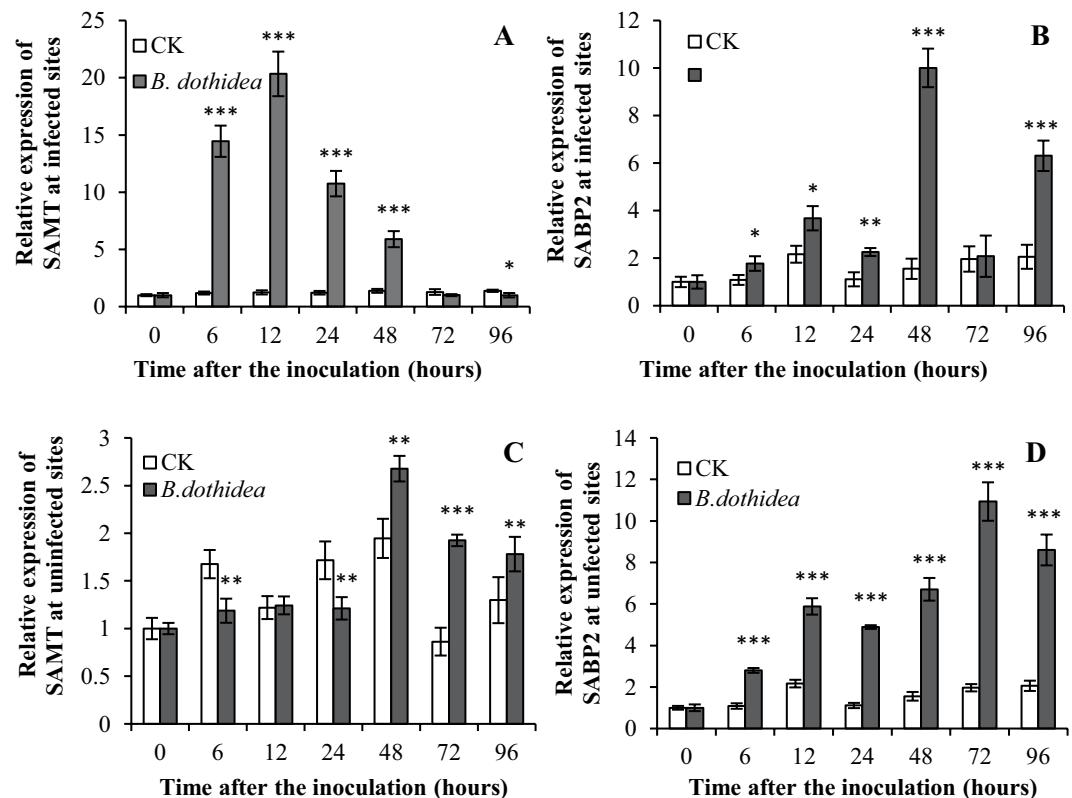 Relative expression of
SAMT at infected sites
25
20
15
10
5
0
CK
B. dothidea
A
***
***
***
***
*
0 6 12 24 48 72 96
Time after the inoculation (hours)
Relative expression of
SABP2 at infected sites
12
10
8
6
4
2
0
B
*
*
**
***
***
0 6 12 24 48 72 96
Time after the inoculation (hours)
Relative expression of
SAMT at uninfected sites
3
2.5
2
1.5
1
0.5
0
CK
B.dothidea
C
**
**
**
***
**
0 6 12 24 48 72 96
Time after the inoculation (hours)
Relative expression of
SABP2 at unfected sites
14
12
10
8
6
4
2
0
CK
B.dothidea
D
***
***
***
***
***
***
0 6 12 24 48 72 96
Time after the inoculation (hours)